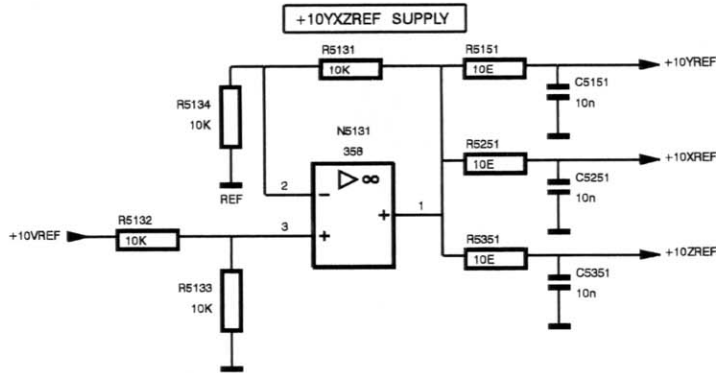 +10YXZREF SUPPLY
R5131
10K
R5151
10E
+10YREF
C5151
10n
R5134
10K
REF
N5131
358
2
R5251
10E
+10XREF
C5251
10n
1
+10VREF
R5132
10K
3
R5351
10E
+10ZREF
C5351
10n
R5133
10K
▷ ∞
−
+
+